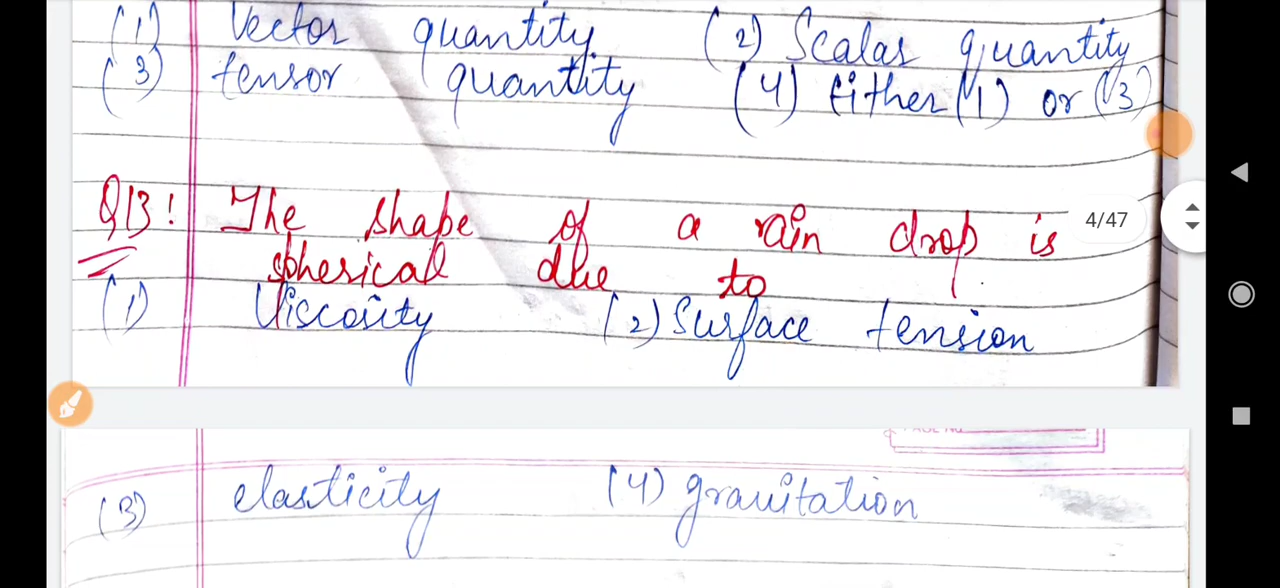 (1) Vector quantity. (2) Scalar quantity
(3) tensor quantity (4) Either (1) or (3)
Q13! The shape of a rain drop is
spherical due to
(1) Viscosity (2) Surface tension
4/47
(3) elasticity (4) gravitation